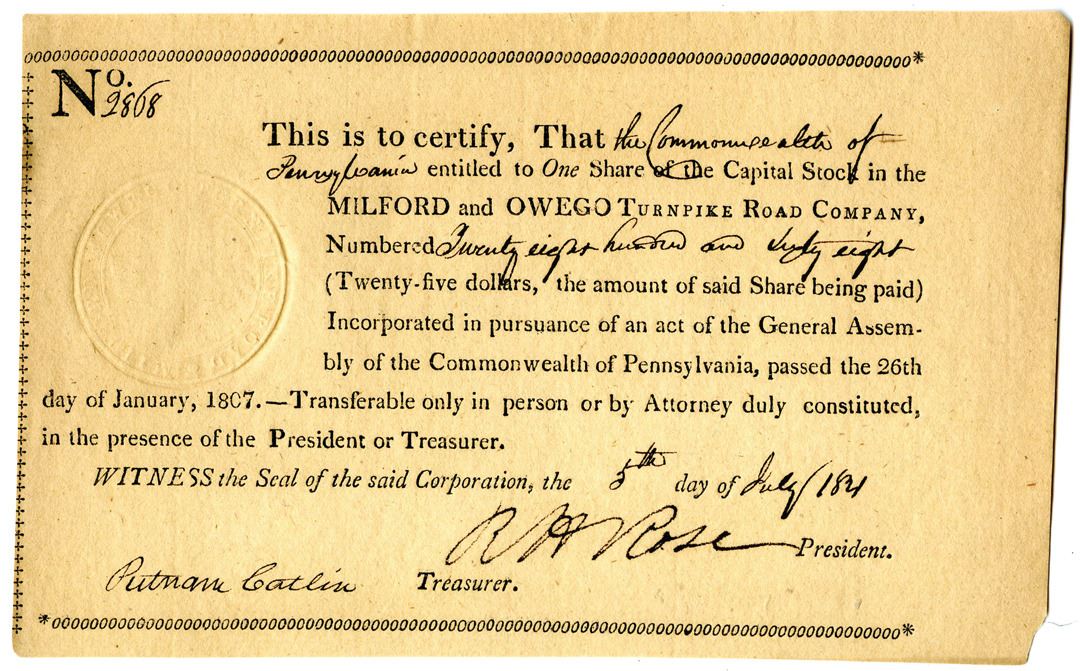 No.
2868
This is to certify, That the Commonwealth of
Pennsylvania entitled to One Share of the Capital Stock in the
MILFORD and OWEGO TURNPIKE ROAD COMPANY,
Numbered Twenty eight hundred and sixty eight
(Twenty-five dollars, the amount of said Share being paid)
Incorporated in pursuance of an act of the General Assem-
bly of the Commonwealth of Pennsylvania, passed the 26th
day of January, 1807.—Transferable only in person or by Attorney duly constituted,
in the presence of the President or Treasurer.
WITNESS the Seal of the said Corporation, the 5th day of July 1821
R H Rose President.
Putnam Catlin Treasurer.